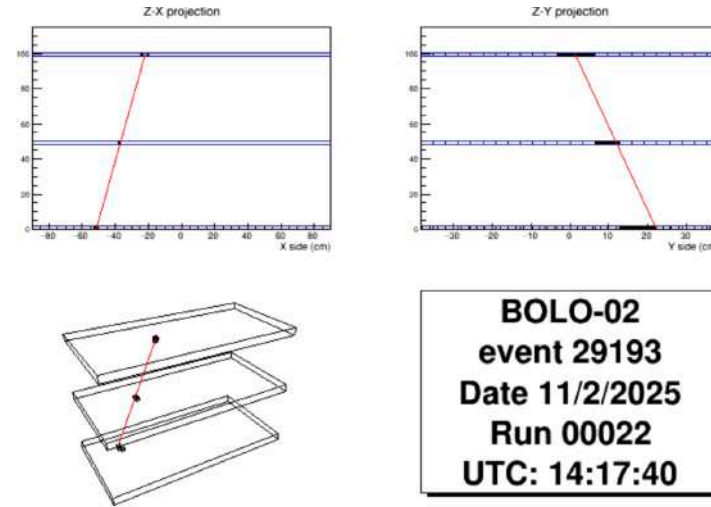 Z-X projection
100
80
60
40
20
0
-80 -60 -40 -20 0 20 40 60 80
X side (cm)
Z-Y projection
100
80
60
40
20
0
-30 -20 -10 0 10 20 30
Y side (cm
BOLO-02
event 29193
Date 11/2/2025
Run 00022
UTC: 14:17:40